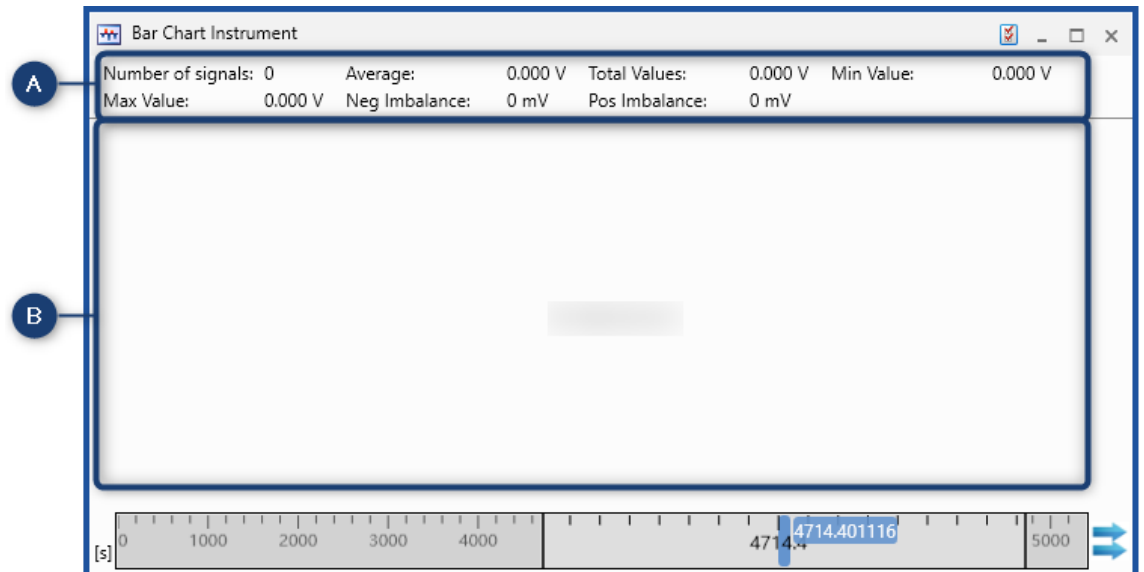 Bar Chart Instrument
A
Number of signals: 0 Average: 0.000 V Total Values: 0.000 V Min Value: 0.000 V
Max Value: 0.000 V Neg Imbalance: 0 mV Pos Imbalance: 0 mV
B
4714.401116
[s] 0 1000 2000 3000 4000 4714.4 5000